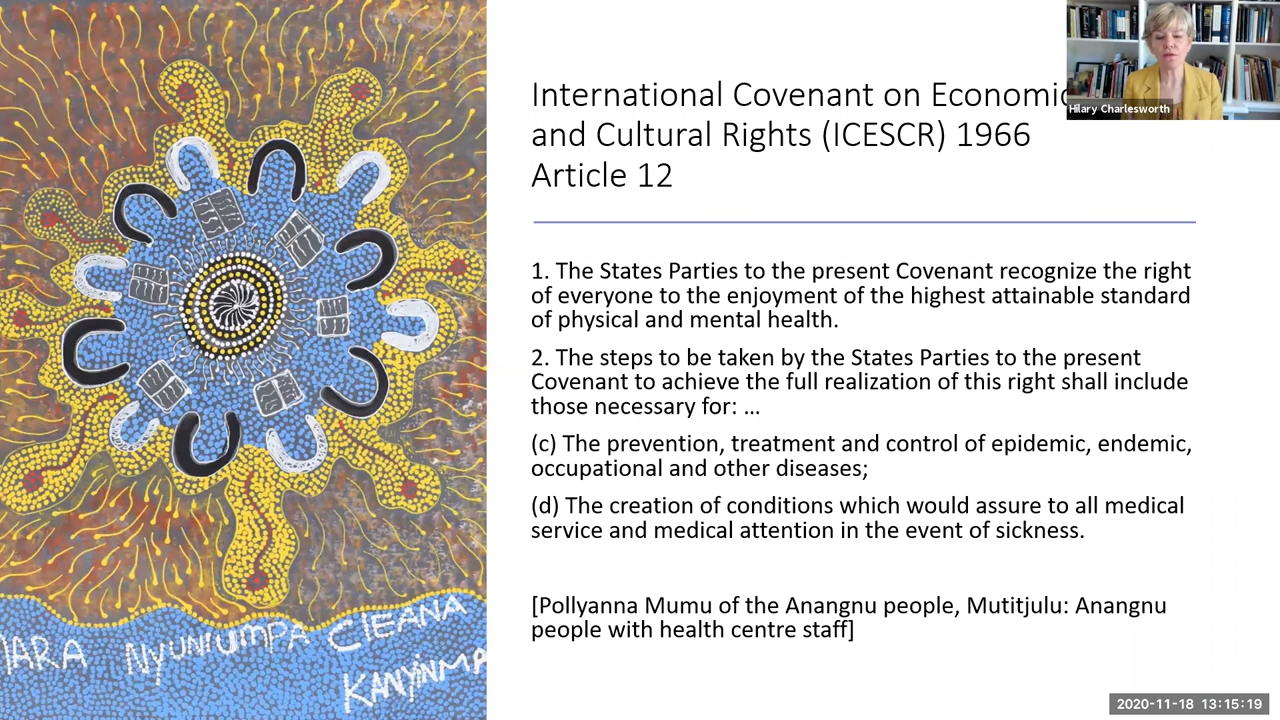 International Covenant on Economic
and Cultural Rights (ICESCR) 1966
Article 12
Hilary Charlesworth
1. The States Parties to the present Covenant recognize the right
of everyone to the enjoyment of the highest attainable standard
of physical and mental health.
2. The steps to be taken by the States Parties to the present
Covenant to achieve the full realization of this right shall include
those necessary for: …
(c) The prevention, treatment and control of epidemic, endemic,
occupational and other diseases;
(d) The creation of conditions which would assure to all medical
service and medical attention in the event of sickness.
[Pollyanna Mumu of the Anangnu people, Mutitjulu: Anangnu
people with health centre staff]
NYUNIUMPA CIEANA
KANYINMA
2020-11-18 13:15:19